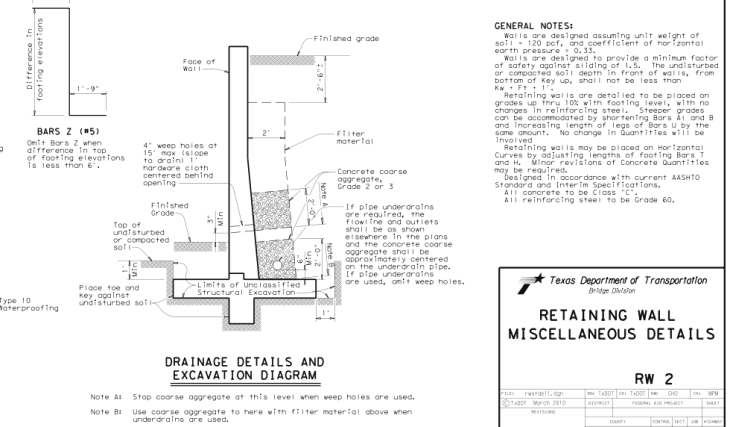 Difference in
footing elevations
1'-9"
BARS Z (#5)
Omit Bars Z when
difference in top
of footing elevations
is less than 6".
Type 10
Waterproofing
Face of
Wall
Finished grade
2'-6"±
2'
Filter
material
4" weep holes at
15' max (slope
to drain) 1'
hardware cloth
centered behind
opening
Concrete coarse
aggregate,
Grade 2 or 3
Note A
2'-0"
Finished
Grade
3"
Min
Top of
undisturbed
or compacted
soil
1'
Min
If pipe underdrains
are required, the
flowline and outlets
shall be as shown
elsewhere in the plans
and the concrete coarse
aggregate shall be
approximately centered
on the underdrain pipe.
If pipe underdrains
are used, omit weep holes.
2'-0"
Min
6"
Note B
Place toe and
key against
undisturbed soil
Limits of Unclassified
Structural Excavation
1'
DRAINAGE DETAILS AND
EXCAVATION DIAGRAM
Note A: Stop coarse aggregate at this level when weep holes are used.
Note B: Use coarse aggregate to here with filter material above when
underdrains are used.
GENERAL NOTES:
Walls are designed assuming unit weight of
soil = 120 pcf, and coefficient of horizontal
earth pressure = 0.33.
Walls are designed to provide a minimum factor
of safety against sliding of 1.5. The undisturbed
or compacted soil depth in front of walls, from
bottom of Key up, shall not be less than
Kw + Ft + 1'.
Retaining walls are detailed to be placed on
grades up thru 10% with footing level, with no
changes in reinforcing steel. Steeper grades
can be accommodated by shortening Bars A1 and B
and increasing length of legs of Bars U by the
same amount. No change in Quantities will be
involved
Retaining walls may be placed on Horizontal
Curves by adjusting lengths of footing Bars T
and H. Minor revisions of Concrete Quantities
may be required.
Designed in accordance with current AASHTO
Standard and Interim Specifications.
All concrete to be Class "C".
All reinforcing steel to be Grade 60.
Texas Department of Transportation
Bridge Division
RETAINING WALL
MISCELLANEOUS DETAILS
RW 2
FILE: DN: TxDOT CK: TxDOT DW: CK:
©TxDOT March 2010 DISTRICT FEDERAL AID PROJECT SHEET
REVISIONS
COUNTY CONTROL SECT JOB HIGHWAY